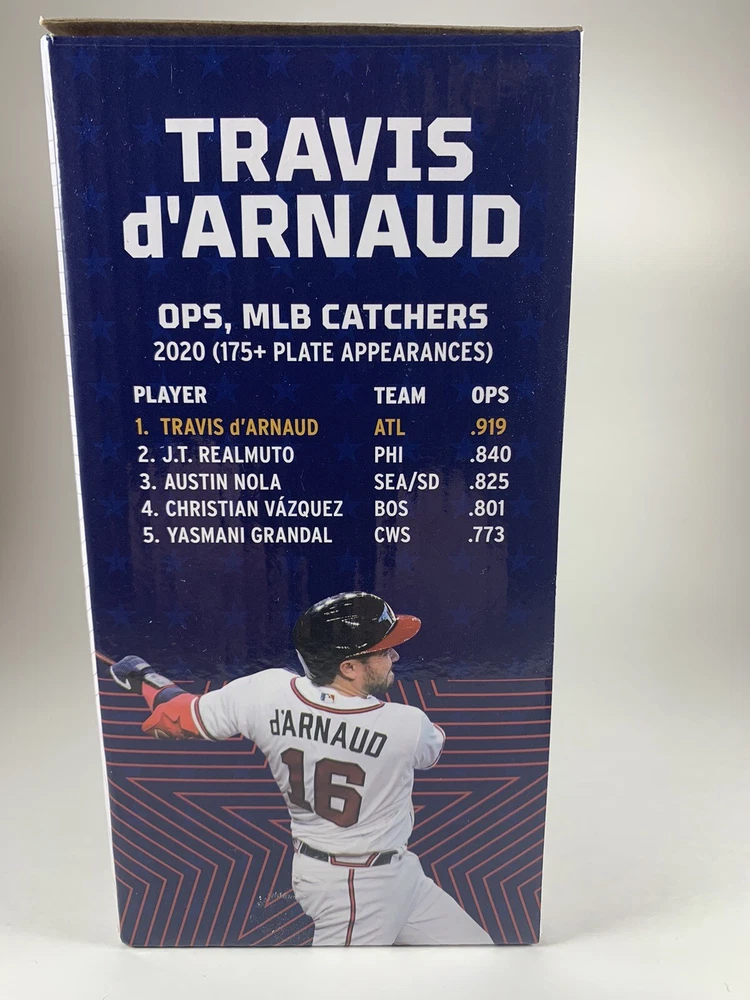 TRAVIS
d'ARNAUD
OPS, MLB CATCHERS
2020 (175+ PLATE APPEARANCES)
PLAYER TEAM OPS
1. TRAVIS d'ARNAUD ATL .919
2. J.T. REALMUTO PHI .840
3. AUSTIN NOLA SEA/SD .825
4. CHRISTIAN VÁZQUEZ BOS .801
5. YASMANI GRANDAL CWS .773
d'ARNAUD
16